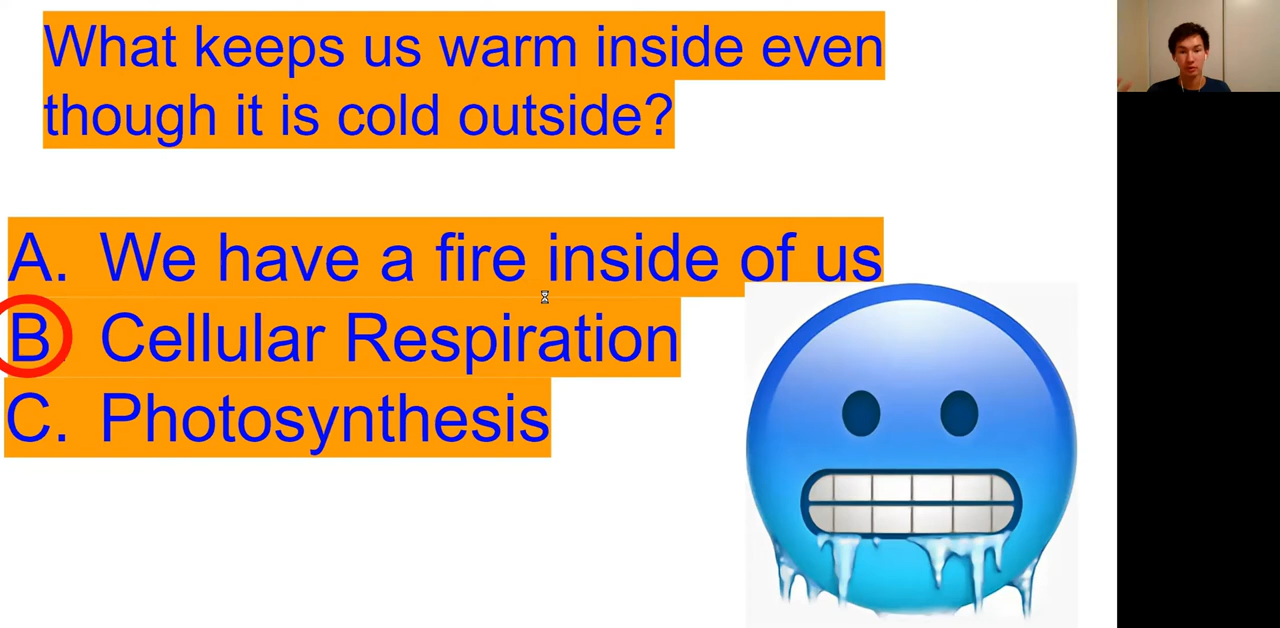 What keeps us warm inside even
though it is cold outside?
A. We have a fire inside of us
B Cellular Respiration
C. Photosynthesis